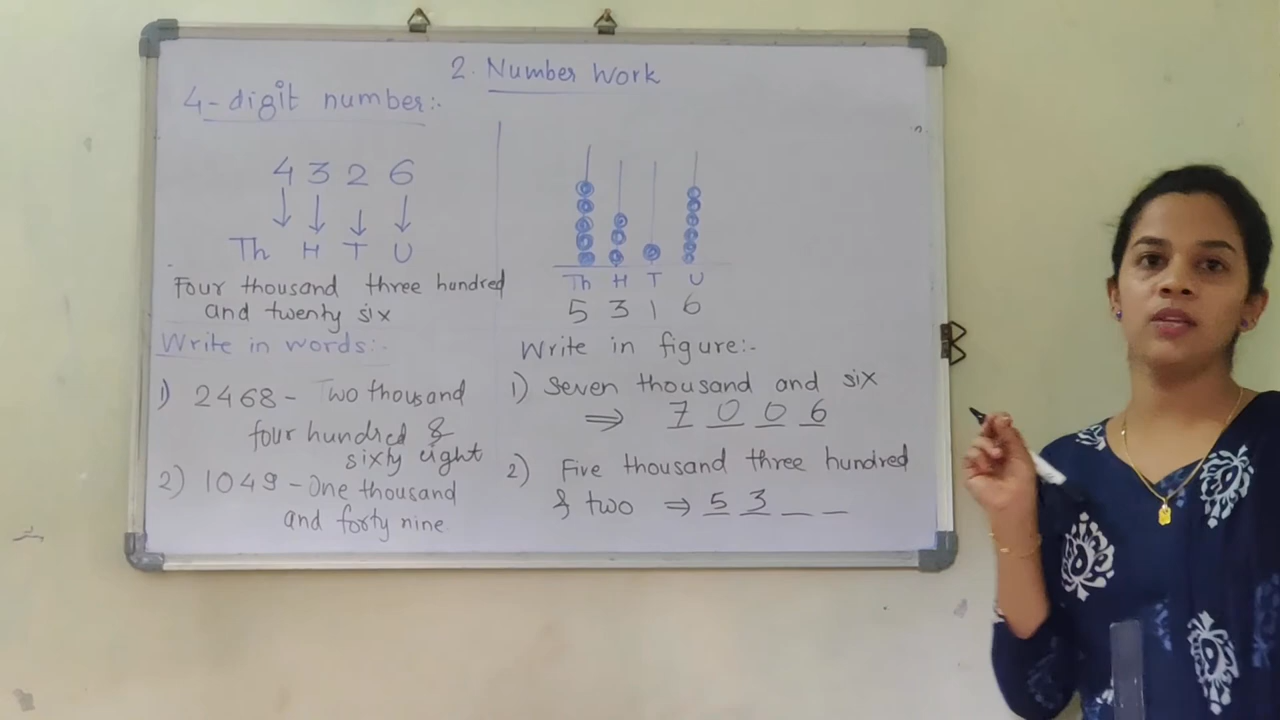 2. Number Work
4-digit number:-
4 3 2 6
Th H T U
Four thousand three hundred
and twenty six
Write in words:-
1) 2468 - Two thousand
four hundred &
sixty eight
2) 1049 - One thousand
and forty nine
Th H T U
5 3 1 6
Write in figure:-
1) Seven thousand and six
⇒ 7 0 0 6
2) Five thousand three hundred
& two ⇒ 5 3 _ _